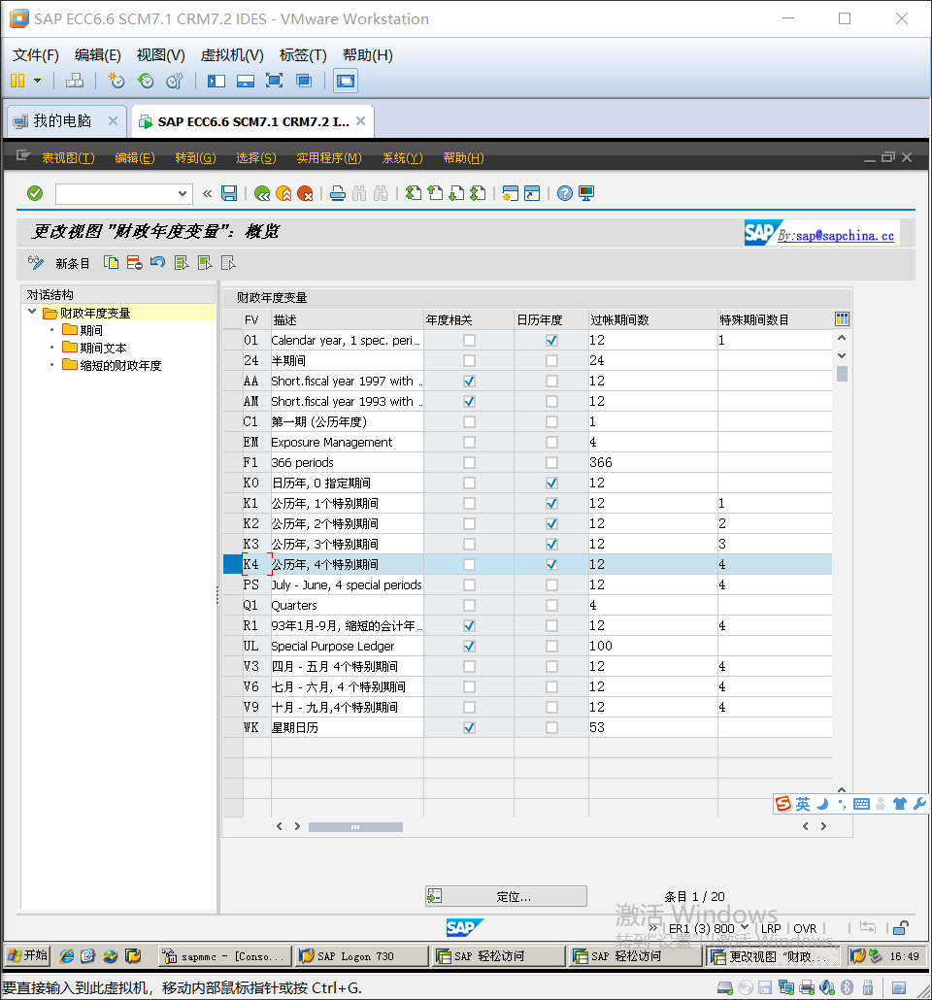 SAP ECC6.6 SCM7.1 CRM7.2 IDES - VMware Workstation
文件(F) 编辑(E) 视图(V) 虚拟机(V) 标签(T) 帮助(H)
我的电脑 SAP ECC6.6 SCM7.1 CRM7.2 I...
表视图(T) 编辑(E) 转到(G) 选择(S) 实用程序(M) 系统(Y) 帮助(H)
更改视图 "财政年度变量": 概览
SAP By:sap@sapchina.cc
新条目
对话结构
财政年度变量
期间
期间文本
缩短的财政年度
财政年度变量
FV 描述 年度相关 日历年度 过帐期间数 特殊期间数目
01 Calendar year, 1 spec. peri... 12 1
24 半期间 24
AA Short.fiscal year 1997 with .. 12
AM Short.fiscal year 1993 with .. 12
C1 第一期 (公历年度) 1
EM Exposure Management 4
F1 366 periods 366
K0 日历年, 0 指定期间 12
K1 公历年, 1个特别期间 12 1
K2 公历年, 2个特别期间 12 2
K3 公历年, 3个特别期间 12 3
K4 公历年, 4个特别期间 12 4
PS July - June, 4 special periods 12 4
Q1 Quarters 4
R1 93年1月-9月, 缩短的会计年... 12 4
UL Special Purpose Ledger 100
V3 四月 - 五月 4个特别期间 12 4
V6 七月 - 六月, 4 个特别期间 12 4
V9 十月 - 九月,4个特别期间 12 4
WK 星期日历 53
英
定位... 条目 1 / 20
激活 Windows
转到"设置"以激活 Windows。
SAP ER1 (3) 800 LRP OVR
开始 sapmmc - [Conso... SAP Logon 730 SAP 轻松访问 SAP 轻松访问 更改视图 "财政... 16:49
要直接输入到此虚拟机，移动内部鼠标指针或按 Ctrl+G.